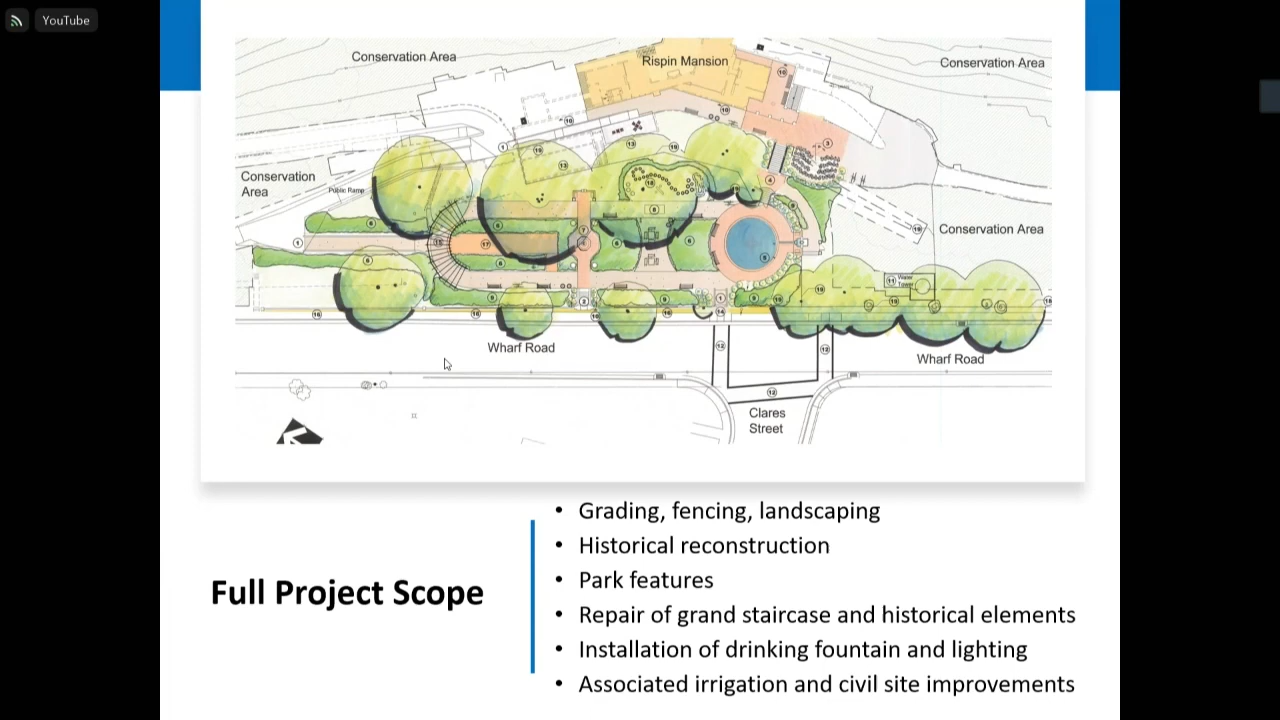 YouTube
Conservation Area
Rispin Mansion
Conservation Area
Conservation
Area
Public Ramp
Conservation Area
Water
Tower
Wharf Road
Wharf Road
Clares
Street
Full Project Scope
• Grading, fencing, landscaping
• Historical reconstruction
• Park features
• Repair of grand staircase and historical elements
• Installation of drinking fountain and lighting
• Associated irrigation and civil site improvements